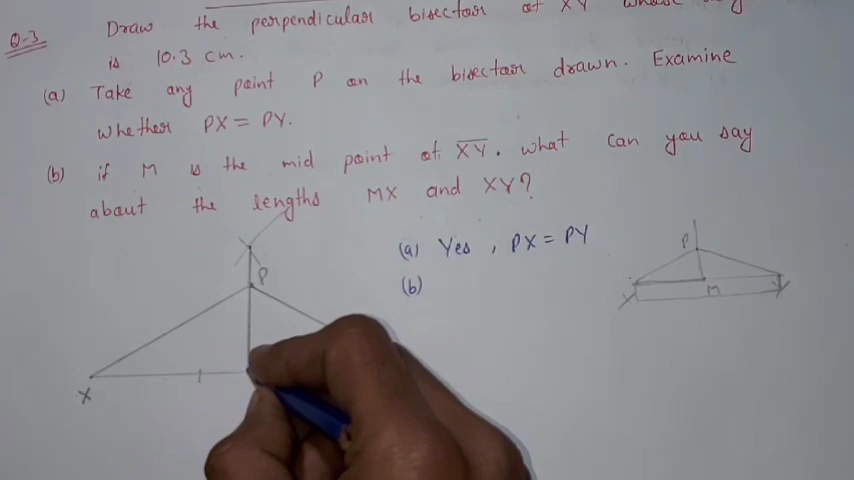 Q-3 Draw the perpendicular bisector of XY whose
is 10.3 cm.
(a) Take any point P on the bisector drawn. Examine
whether PX = PY.
(b) if M is the mid point of XY. what can you say
about the lengths MX and XY?
(a) Yes, PX = PY
(b)
P
X
P
X M Y